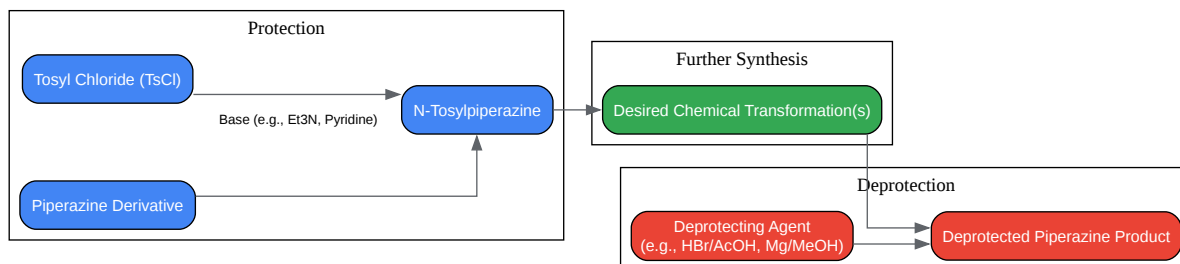 Protection
Tosyl Chloride (TsCl)
Base (e.g., Et3N, Pyridine)
N-Tosylpiperazine
Piperazine Derivative
Further Synthesis
Desired Chemical Transformation(s)
Deprotection
Deprotecting Agent
(e.g., HBr/AcOH, Mg/MeOH)
Deprotected Piperazine Product